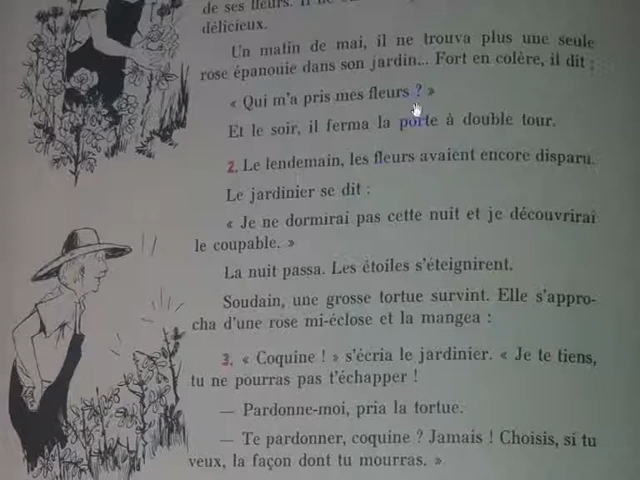 de ses fleurs. Il ne
délicieux.
Un matin de mai, il ne trouva plus une seule
rose épanouie dans son jardin... Fort en colère, il dit :
« Qui m'a pris mes fleurs ? »
Et le soir, il ferma la porte à double tour.
2. Le lendemain, les fleurs avaient encore disparu.
Le jardinier se dit :
« Je ne dormirai pas cette nuit et je découvrirai
le coupable. »
La nuit passa. Les étoiles s'éteignirent.
Soudain, une grosse tortue survint. Elle s'appro-
cha d'une rose mi-éclose et la mangea :
3. « Coquine ! » s'écria le jardinier. « Je te tiens,
tu ne pourras pas t'échapper !
— Pardonne-moi, pria la tortue.
— Te pardonner, coquine ? Jamais ! Choisis, si tu
veux, la façon dont tu mourras. »